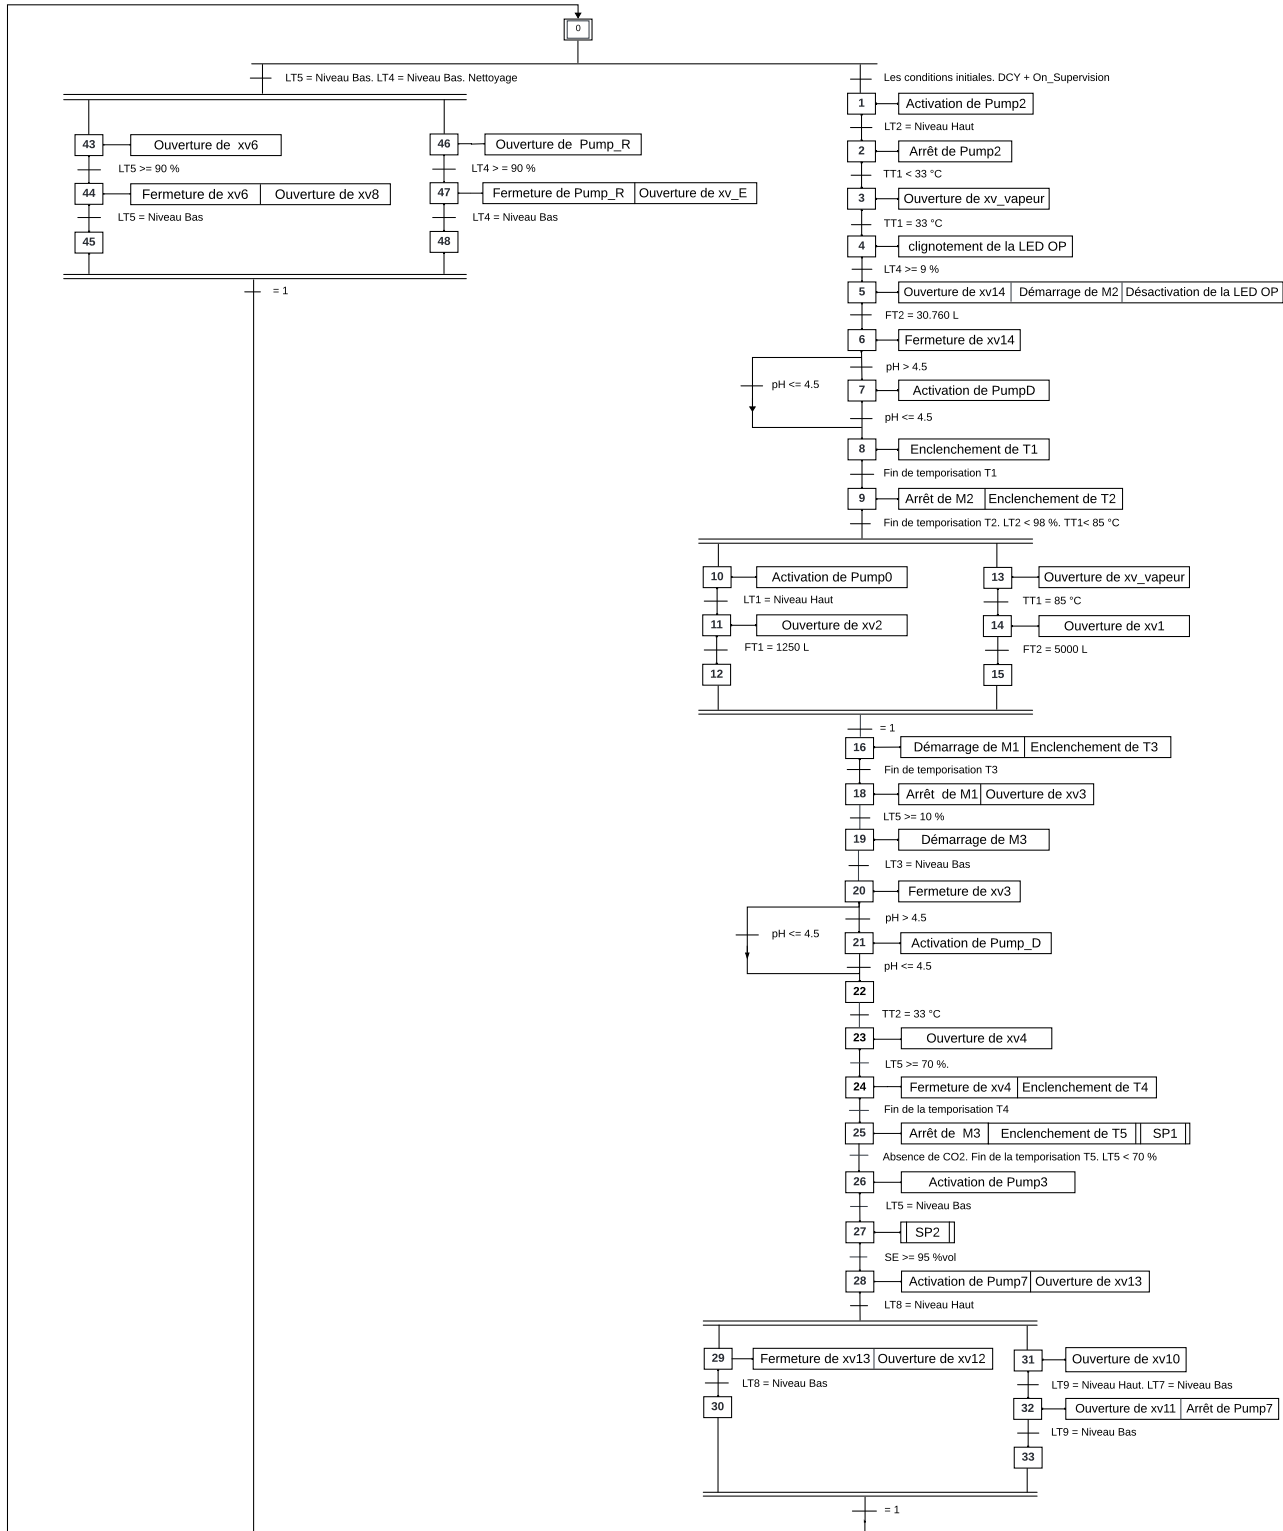 0
LT5 = Niveau Bas. LT4 = Niveau Bas. Nettoyage
43
Ouverture de xv6
LT5 >= 90 %
44
Fermeture de xv6
Ouverture de xv8
LT5 = Niveau Bas
45
46
Ouverture de Pump_R
LT4 > = 90 %
47
Fermeture de Pump_R
Ouverture de xv_E
LT4 = Niveau Bas
48
= 1
Les conditions initiales. DCY + On_Supervision
1
Activation de Pump2
LT2 = Niveau Haut
2
Arrêt de Pump2
TT1 < 33 °C
3
Ouverture de xv_vapeur
TT1 = 33 °C
4
clignotement de la LED OP
LT4 >= 9 %
5
Ouverture de xv14
Démarrage de M2
Désactivation de la LED OP
FT2 = 30.760 L
6
Fermeture de xv14
pH <= 4.5
pH > 4.5
7
Activation de PumpD
pH <= 4.5
8
Enclenchement de T1
Fin de temporisation T1
9
Arrêt de M2
Enclenchement de T2
Fin de temporisation T2. LT2 < 98 %. TT1< 85 °C
10
Activation de Pump0
LT1 = Niveau Haut
11
Ouverture de xv2
FT1 = 1250 L
12
13
Ouverture de xv_vapeur
TT1 = 85 °C
14
Ouverture de xv1
FT2 = 5000 L
15
= 1
16
Démarrage de M1
Enclenchement de T3
Fin de temporisation T3
18
Arrêt de M1
Ouverture de xv3
LT5 >= 10 %
19
Démarrage de M3
LT3 = Niveau Bas
20
Fermeture de xv3
pH <= 4.5
pH > 4.5
21
Activation de Pump_D
pH <= 4.5
22
TT2 = 33 °C
23
Ouverture de xv4
LT5 >= 70 %.
24
Fermeture de xv4
Enclenchement de T4
Fin de la temporisation T4
25
Arrêt de M3
Enclenchement de T5
SP1
Absence de CO2. Fin de la temporisation T5. LT5 < 70 %
26
Activation de Pump3
LT5 = Niveau Bas
27
SP2
SE >= 95 %vol
28
Activation de Pump7
Ouverture de xv13
LT8 = Niveau Haut
29
Fermeture de xv13
Ouverture de xv12
LT8 = Niveau Bas
30
31
Ouverture de xv10
LT9 = Niveau Haut. LT7 = Niveau Bas
32
Ouverture de xv11
Arrêt de Pump7
LT9 = Niveau Bas
33
= 1